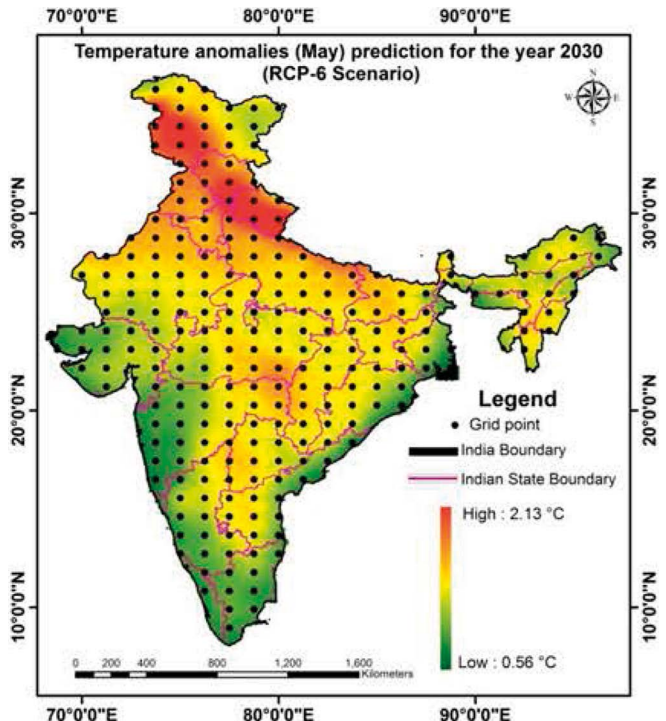 70°0'0"E 80°0'0"E 90°0'0"E
Temperature anomalies (May) prediction for the year 2030
(RCP-6 Scenario)
N
W E
S
30°0'0"N 30°0'0"N
20°0'0"N 20°0'0"N
10°0'0"N 10°0'0"N
Legend
Grid point
India Boundary
Indian State Boundary
High : 2.13 °C
Low : 0.56 °C
0 200 400 800 1,200 1,600
Kilometers
70°0'0"E 80°0'0"E 90°0'0"E